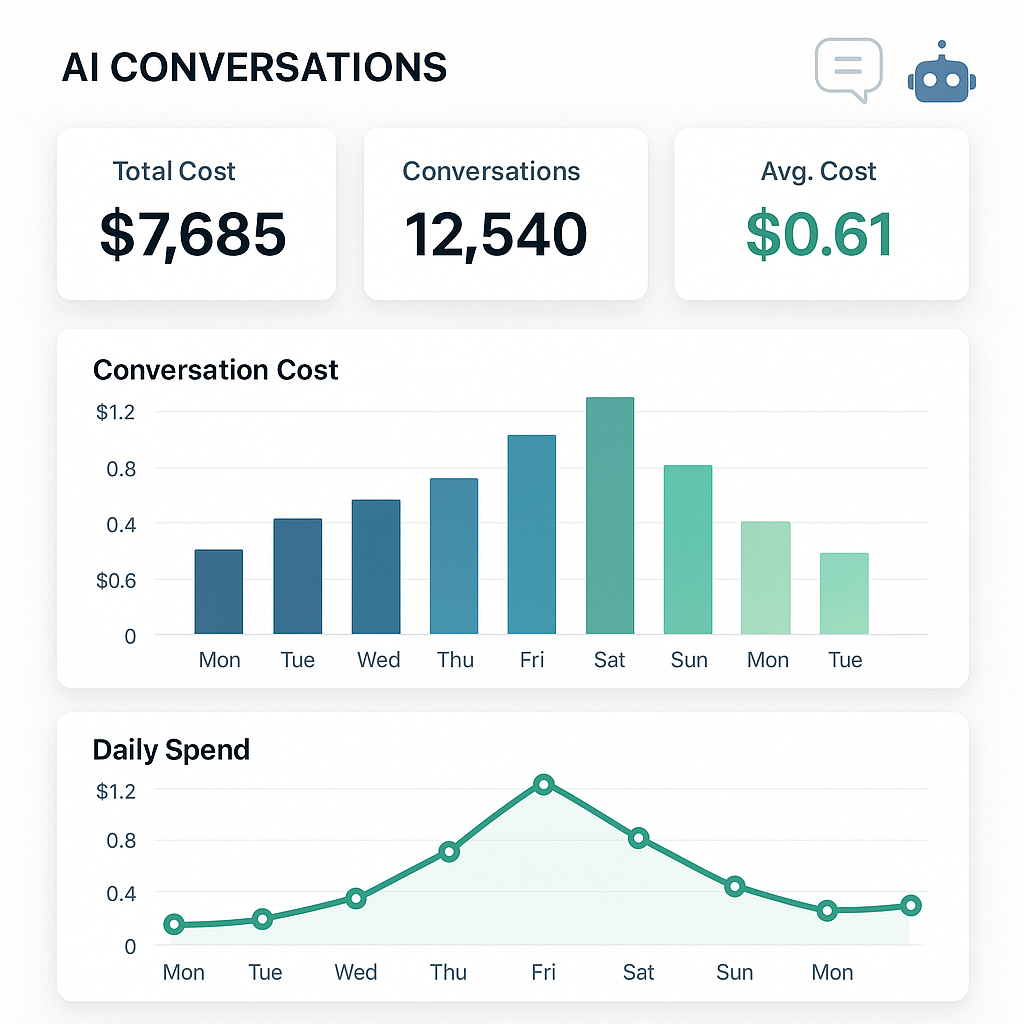 AI CONVERSATIONS
Total Cost
$7,685
Conversations
12,540
Avg. Cost
$0.61
Conversation Cost
$1.2
0.8
0.4
$0.6
0
Mon Tue Wed Thu Fri Sat Sun Mon Tue
Daily Spend
$1.2
0.8
0.4
0
Mon Tue Wed Thu Fri Sat Sun Mon